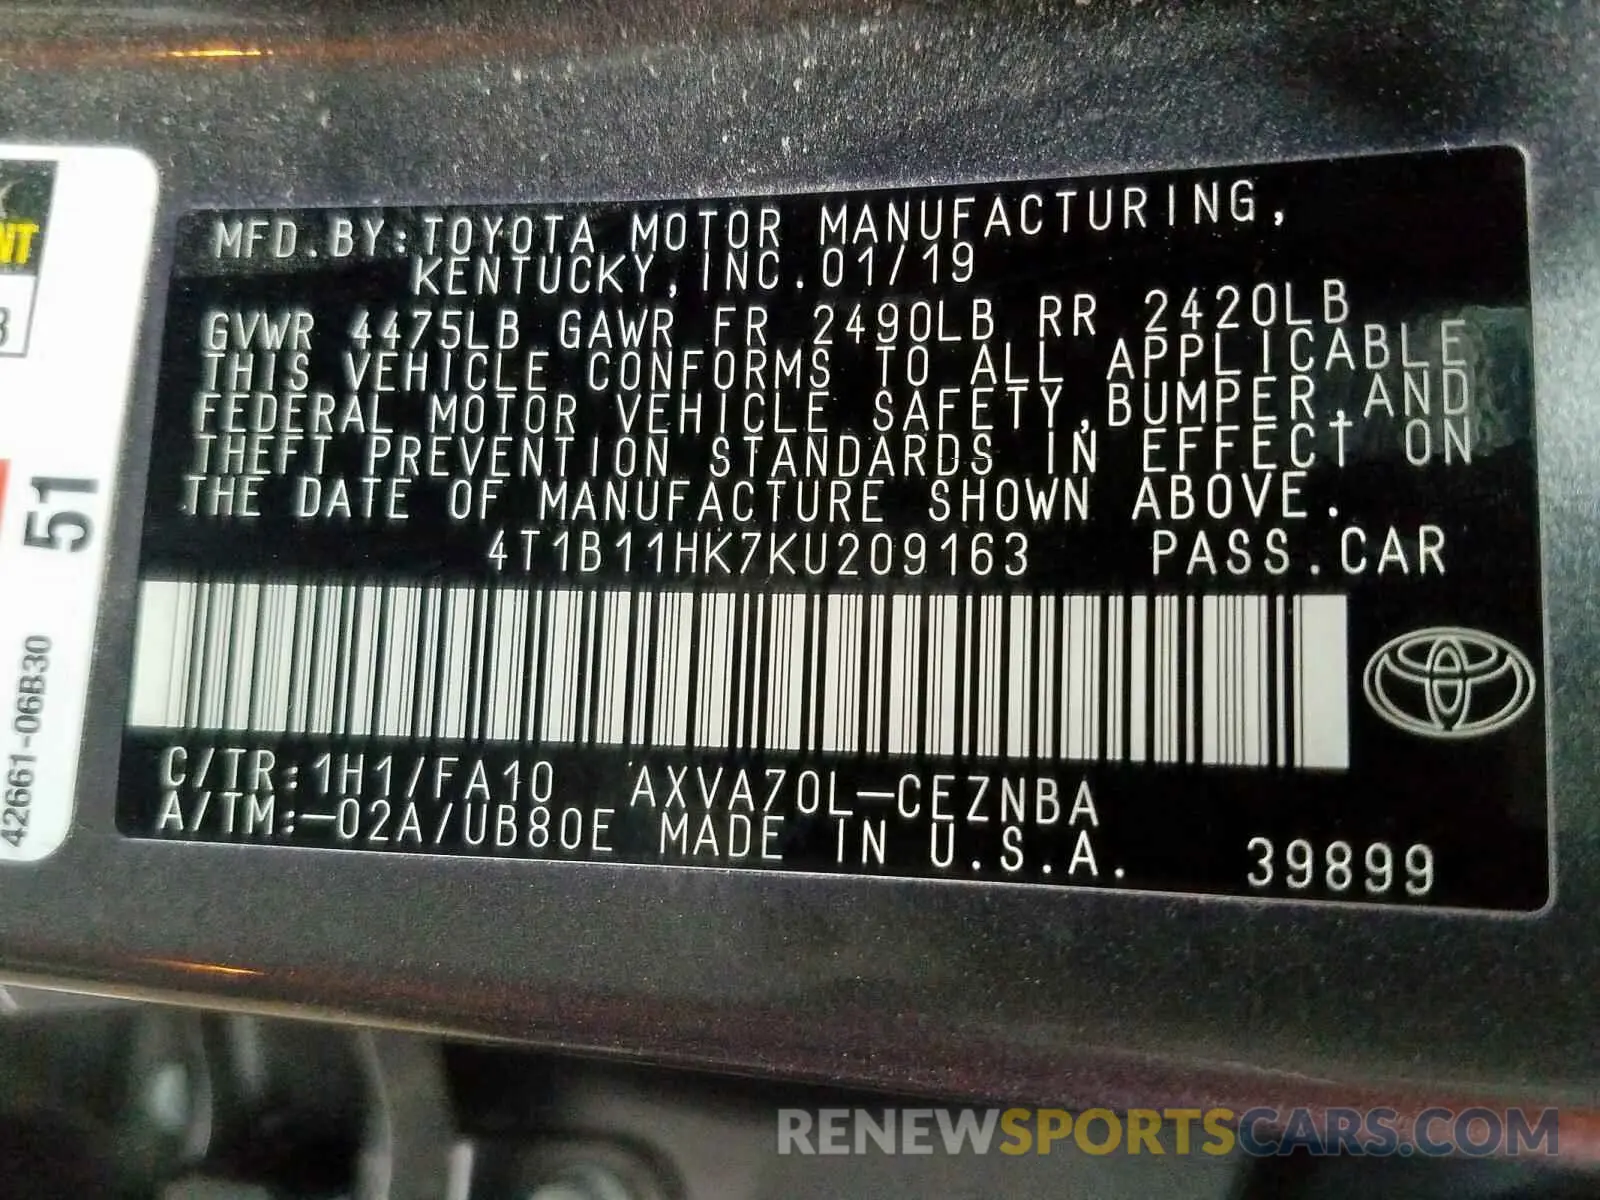 MFD.BY:TOYOTA MOTOR MANUFACTURING,
KENTUCKY, INC. 01/19
GVWR 4475LB GAWR FR 2490LB RR 2420LB
THIS VEHICLE CONFORMS TO ALL APPLICABLE
FEDERAL MOTOR VEHICLE SAFETY, BUMPER, AND
THEFT PREVENTION STANDARDS IN EFFECT ON
THE DATE OF MANUFACTURE SHOWN ABOVE.
4T1B11HK7KU209163 PASS.CAR
C/TR:1H1/FA10 AXVA70L-CEZNBA
A/TM:-02A/UB80E MADE IN U.S.A. 39899
NT
51
42661-06B30
RENEWSPORTSCARS.COM